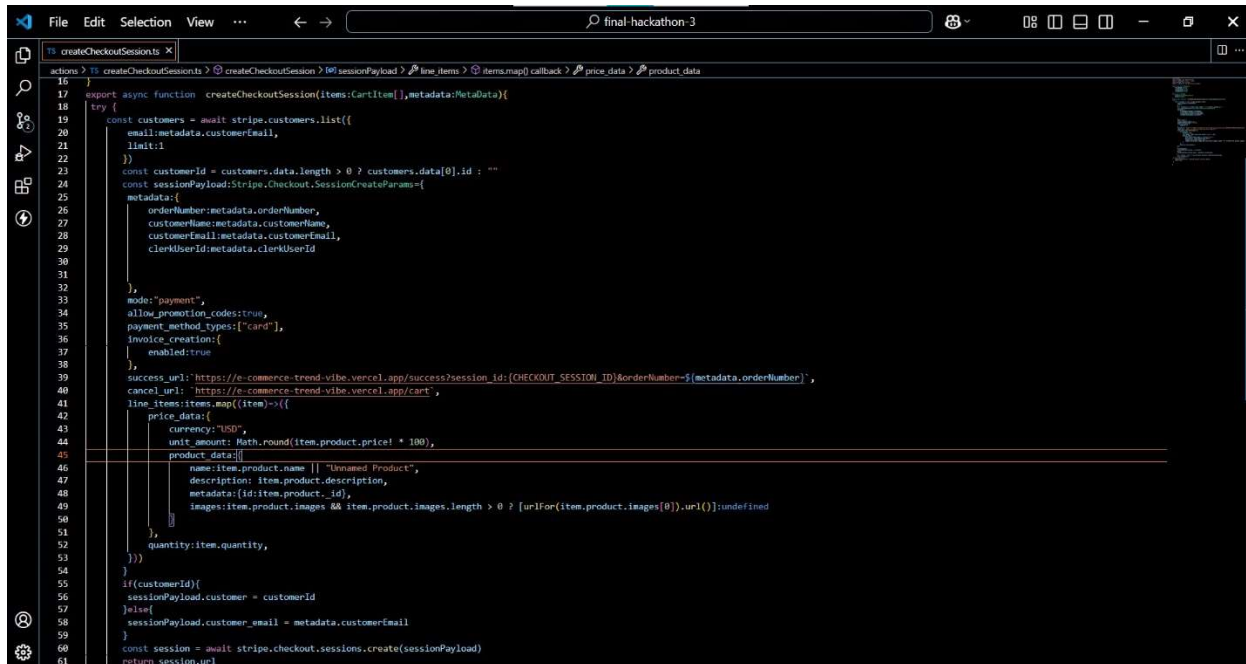 File Edit Selection View ··· ← → final-hackathon-3
TS createCheckoutSession.ts ×
actions > TS createCheckoutSession.ts > createCheckoutSession > sessionPayload > line_items > items.map() callback > price_data > product_data
16 }
17 export async function createCheckoutSession(items:CartItem[],metadata:MetaData){
18 try {
19 const customers = await stripe.customers.list({
20 email:metadata.customerEmail,
21 limit:1
22 })
23 const customerId = customers.data.length > 0 ? customers.data[0].id : ""
24 const sessionPayload:Stripe.Checkout.SessionCreateParams={
25 metadata:{
26 orderNumber:metadata.orderNumber,
27 customerName:metadata.customerName,
28 customerEmail:metadata.customerEmail,
29 clerkUserId:metadata.clerkUserId
30
31
32 },
33 mode:"payment",
34 allow_promotion_codes:true,
35 payment_method_types:["card"],
36 invoice_creation:{
37 enabled:true
38 },
39 success_url:`https://e-commerce-trend-vibe.vercel.app/success?session_id:{CHECKOUT_SESSION_ID}&orderNumber=${metadata.orderNumber}`,
40 cancel_url: `https://e-commerce-trend-vibe.vercel.app/cart`,
41 line_items:items.map((item)=>({
42 price_data:{
43 currency:"USD",
44 unit_amount: Math.round(item.product.price! * 100),
45 product_data:{
46 name:item.product.name || "Unnamed Product",
47 description: item.product.description,
48 metadata:{id:item.product._id},
49 images:item.product.images && item.product.images.length > 0 ? [urlFor(item.product.images[0]).url()]:undefined
50 }
51 },
52 quantity:item.quantity,
53 }))
54 }
55 if(customerId){
56 sessionPayload.customer = customerId
57 }else{
58 sessionPayload.customer_email = metadata.customerEmail
59 }
60 const session = await stripe.checkout.sessions.create(sessionPayload)
61 return session.url